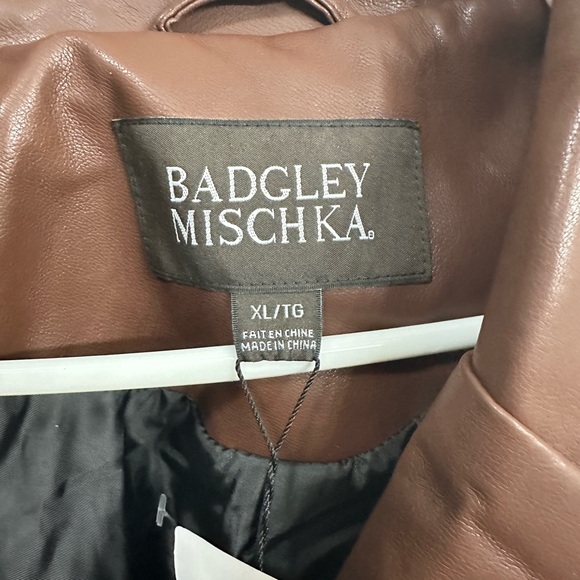 BADGLEY
MISCHKA®
XL/TG
FAIT EN CHINE
MADE IN CHINA